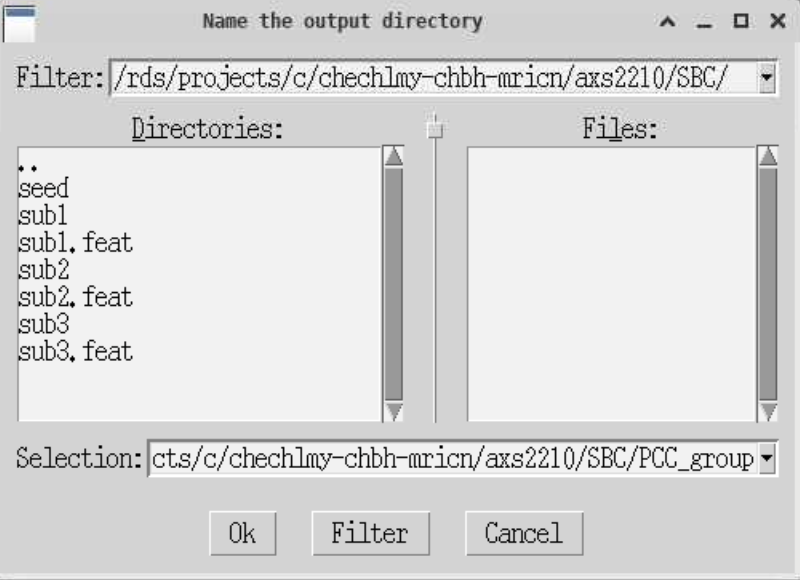 Name the output directory
Filter: /rds/projects/c/chechlmy-chbh-mricn/axs2210/SBC/
Directories:
Files:
..
seed
sub1
sub1.feat
sub2
sub2.feat
sub3
sub3.feat
Selection: cts/c/chechlmy-chbh-mricn/axs2210/SBC/PCC_group
Ok
Filter
Cancel